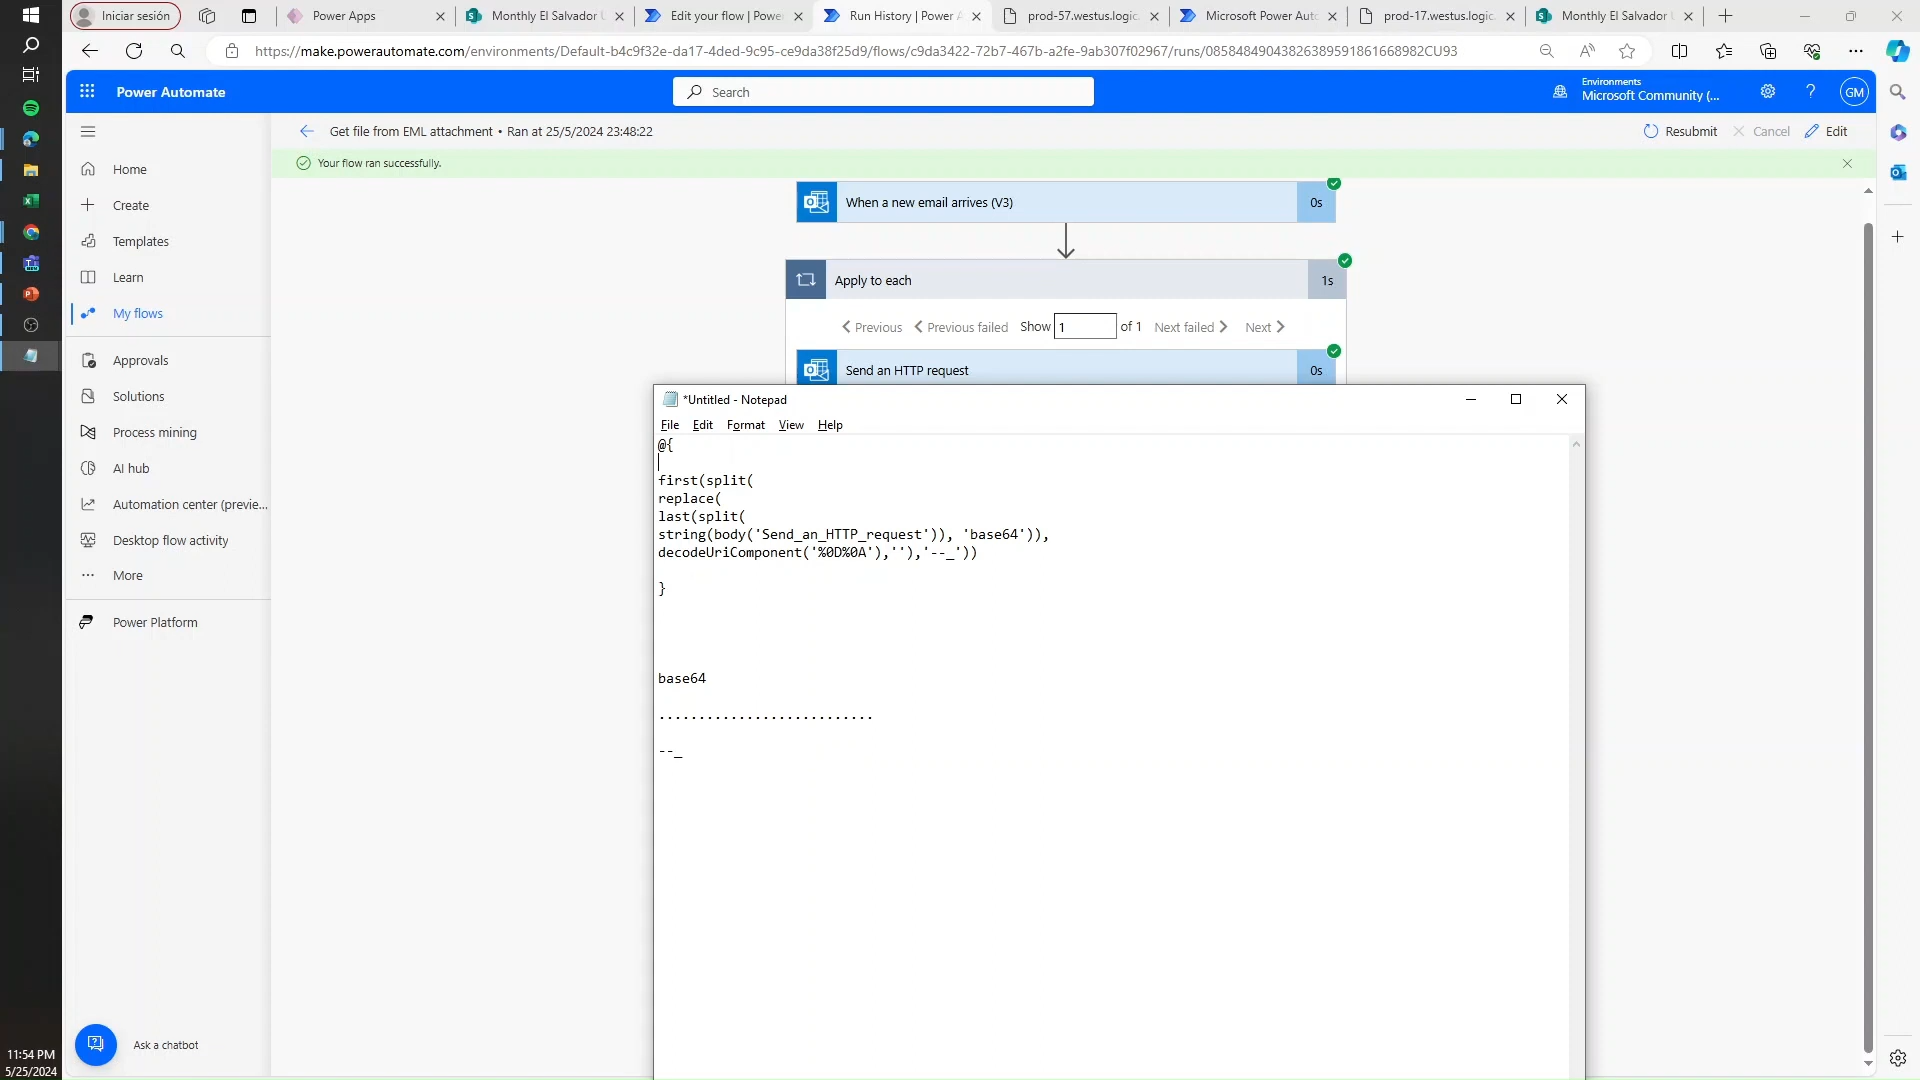 Iniciar sesión
Power Apps
Monthly El Salvador
Edit your flow | Powe
Run History | Power A
prod-57.westus.logic.
Microsoft Power Auto
prod-17.westus.logic.
Monthly El Salvador
https://make.powerautomate.com/environments/Default-b4c9f32e-da17-4ded-9c95-ce9da38f25d9/flows/c9da3422-72b7-467b-a2fe-9ab307f02967/runs/08584849043826389591861668982CU93
Power Automate
Search
Environments
Microsoft Community (...
GM
Get file from EML attachment • Ran at 25/5/2024 23:48:22
Resubmit
Cancel
Edit
Your flow ran successfully.
Home
Create
Templates
Learn
My flows
Approvals
Solutions
Process mining
AI hub
Automation center (previe...
Desktop flow activity
More
Power Platform
Ask a chatbot
When a new email arrives (V3)
0s
Apply to each
1s
Previous
Previous failed
Show 1 of 1
Next failed
Next
Send an HTTP request
0s
*Untitled - Notepad
File Edit Format View Help
@{
first(split(
replace(
last(split(
string(body('Send_an_HTTP_request')), 'base64')),
decodeUriComponent('%0D%0A'),''),'--_'))
}
base64
...........................
--_
11:54 PM
5/25/2024